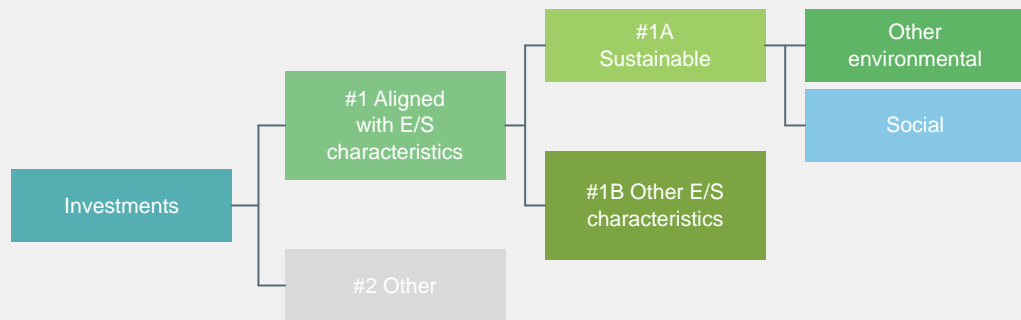 Investments
#1 Aligned
with E/S
characteristics
#2 Other
#1A
Sustainable
#1B Other E/S
characteristics
Other
environmental
Social